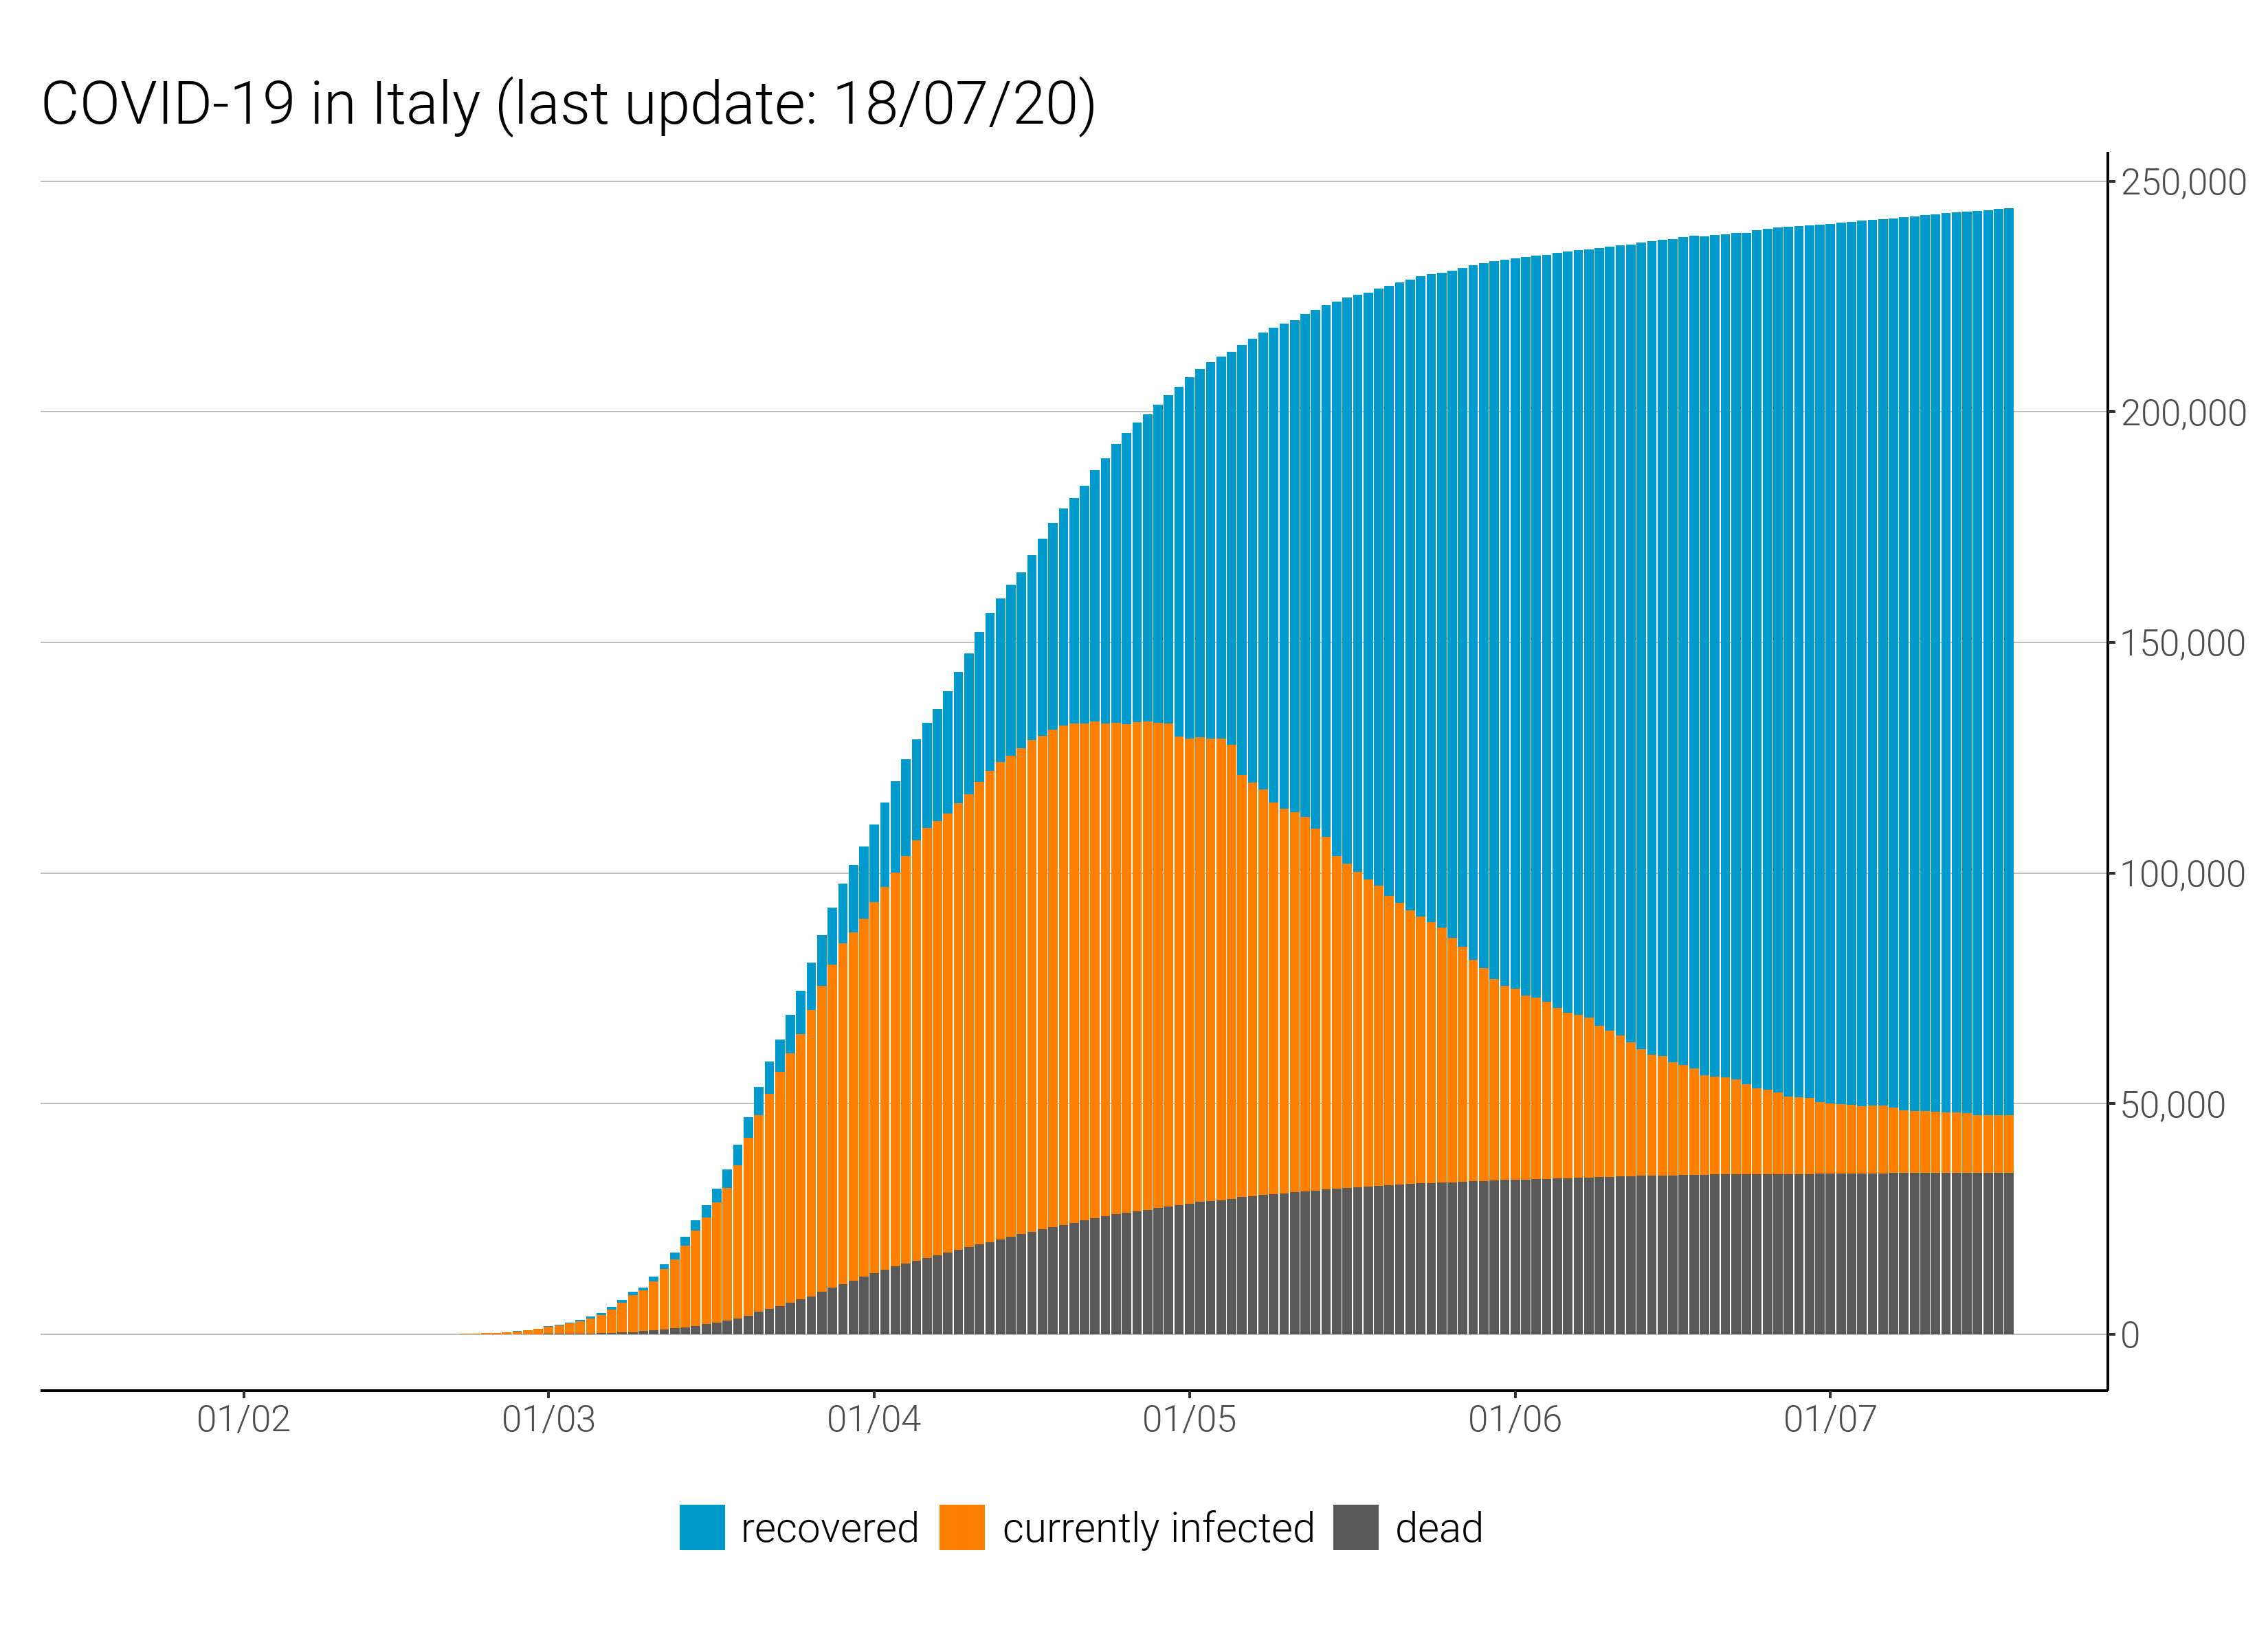 COVID-19 in Italy (last update: 18/07/20)
250,000
200,000
150,000
100,000
50,000
0
01/02 01/03 01/04 01/05 01/06 01/07
recovered currently infected dead